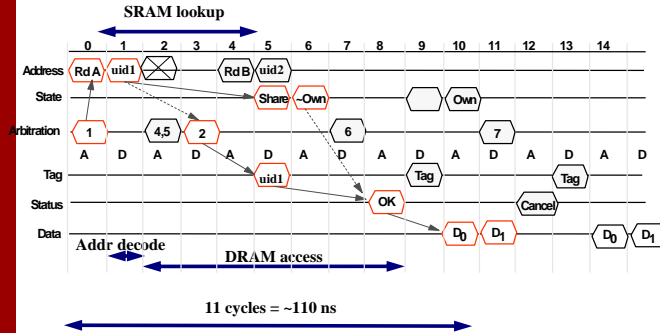 SRAM lookup
0 1 2 3 4 5 6 7 8 9 10 11 12 13 14
Address Rd A uid1 Rd B uid2
State Share ~Own Own
Arbitration 1 4,5 2 6 7
A D A D A D A D A D A D A D A D
Tag uid1 Tag Tag
Status OK Cancel
Data D0 D1 D0 D1
Addr decode
DRAM access
11 cycles = ~110 ns